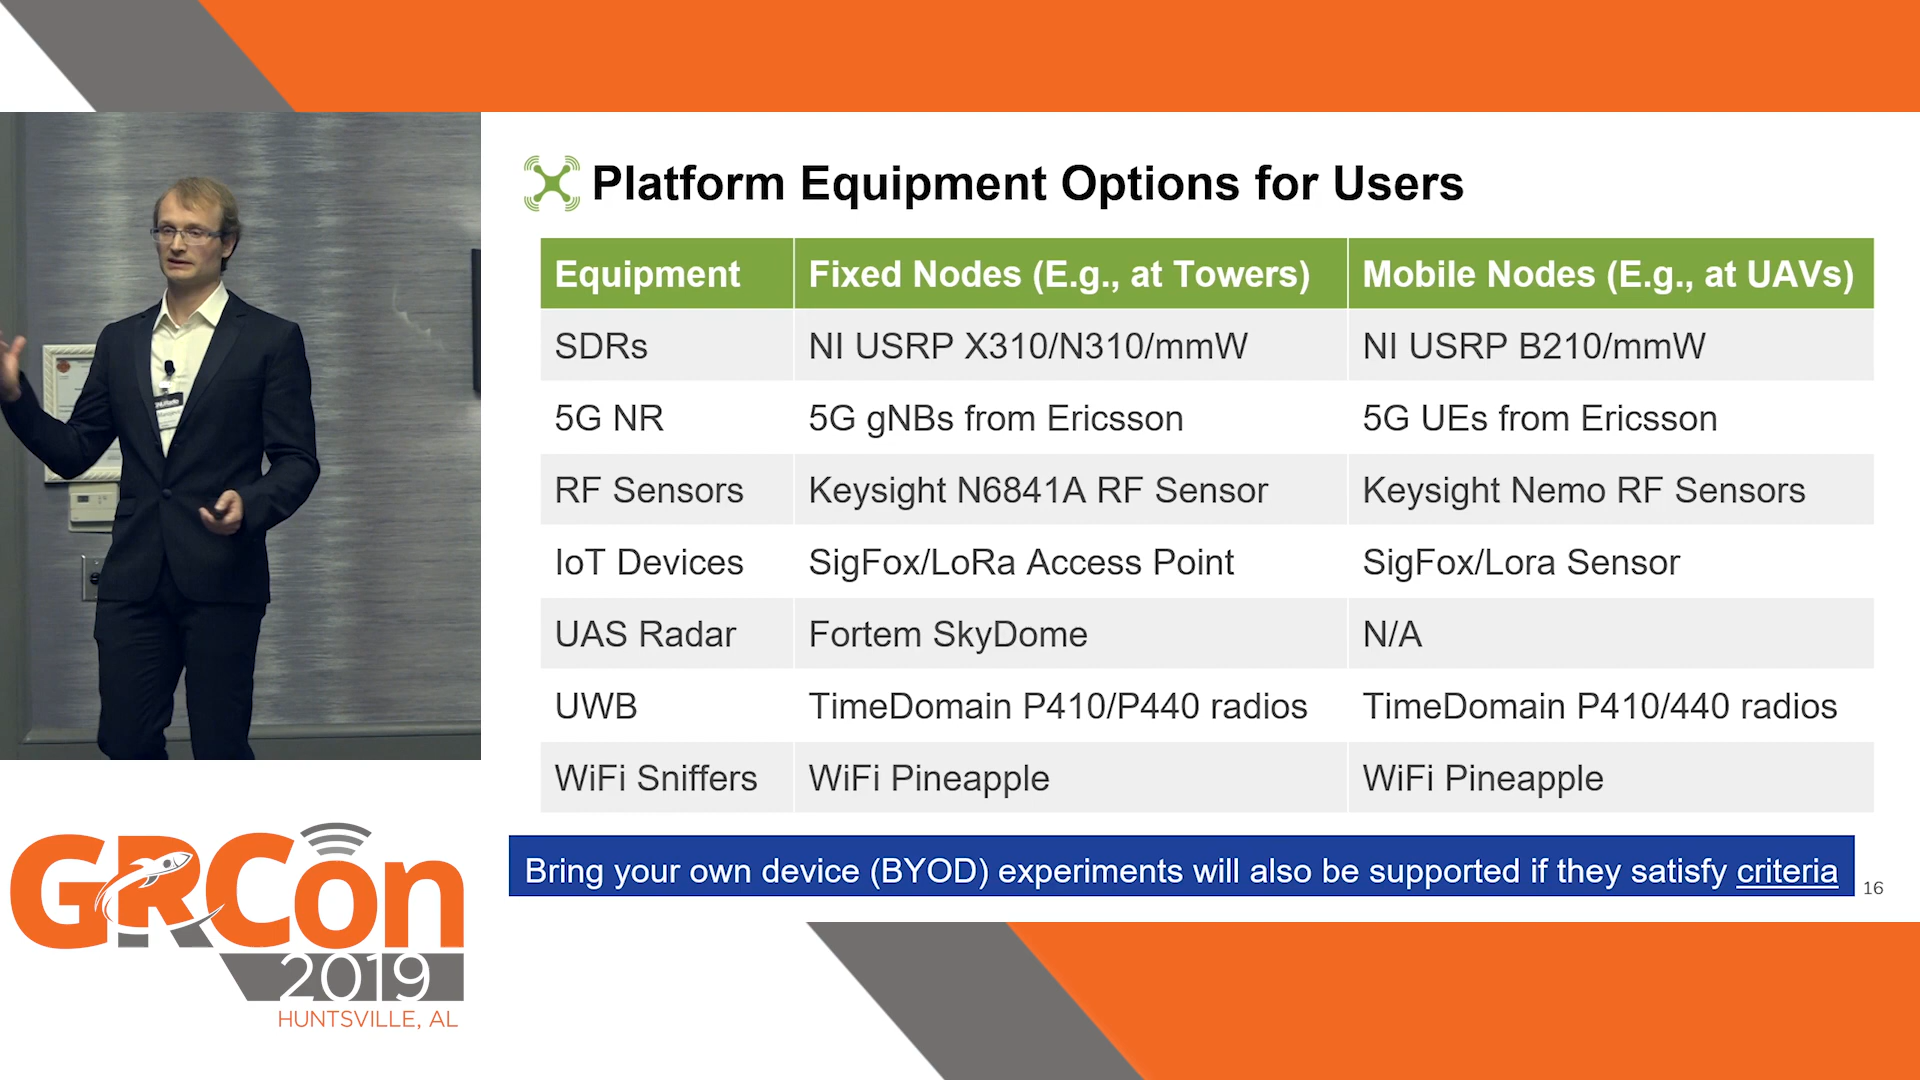 Platform Equipment Options for Users
Equipment
Fixed Nodes (E.g., at Towers)
Mobile Nodes (E.g., at UAVs)
SDRs
NI USRP X310/N310/mmW
NI USRP B210/mmW
5G NR
5G gNBs from Ericsson
5G UEs from Ericsson
RF Sensors
Keysight N6841A RF Sensor
Keysight Nemo RF Sensors
IoT Devices
SigFox/LoRa Access Point
SigFox/Lora Sensor
UAS Radar
Fortem SkyDome
N/A
UWB
TimeDomain P410/P440 radios
TimeDomain P410/440 radios
WiFi Sniffers
WiFi Pineapple
WiFi Pineapple
Bring your own device (BYOD) experiments will also be supported if they satisfy criteria
16
GRCon
2019
HUNTSVILLE, AL